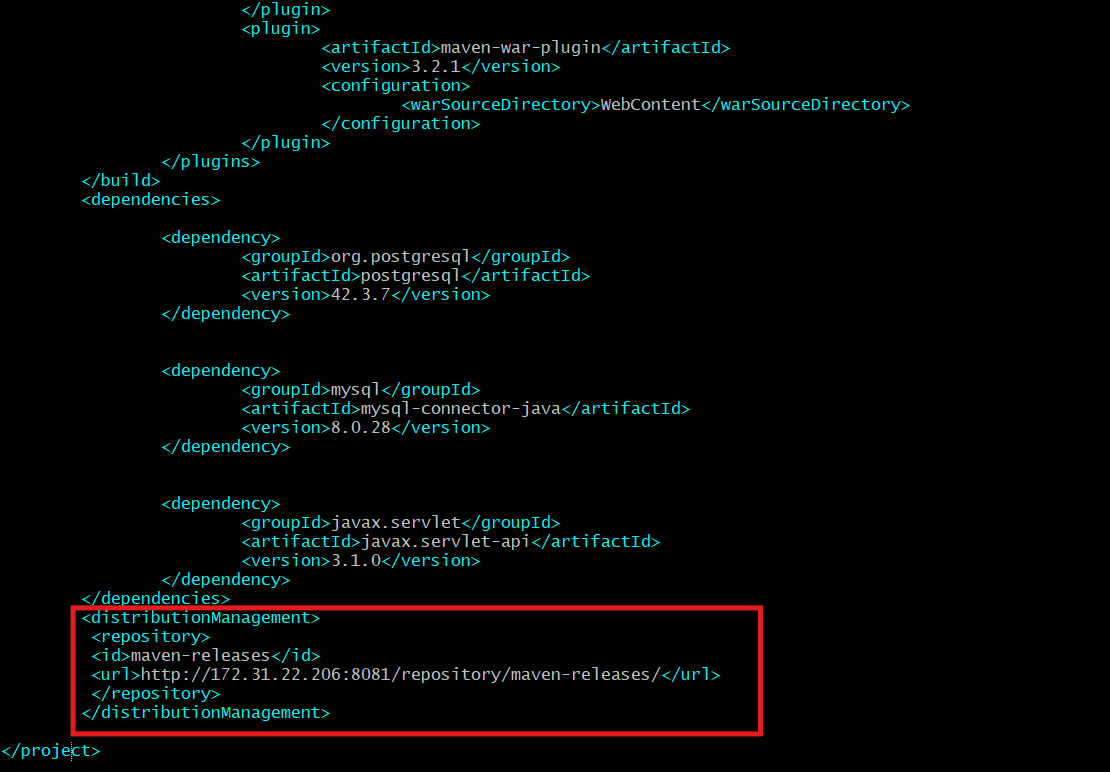 </plugin>
<plugin>
<artifactId>maven-war-plugin</artifactId>
<version>3.2.1</version>
<configuration>
<warSourceDirectory>WebContent</warSourceDirectory>
</configuration>
</plugin>
</plugins>
</build>
<dependencies>
<dependency>
<groupId>org.postgresql</groupId>
<artifactId>postgresql</artifactId>
<version>42.3.7</version>
</dependency>
<dependency>
<groupId>mysql</groupId>
<artifactId>mysql-connector-java</artifactId>
<version>8.0.28</version>
</dependency>
<dependency>
<groupId>javax.servlet</groupId>
<artifactId>javax.servlet-api</artifactId>
<version>3.1.0</version>
</dependency>
</dependencies>
<distributionManagement>
<repository>
<id>maven-releases</id>
<url>http://172.31.22.206:8081/repository/maven-releases/</url>
</repository>
</distributionManagement>
</project>